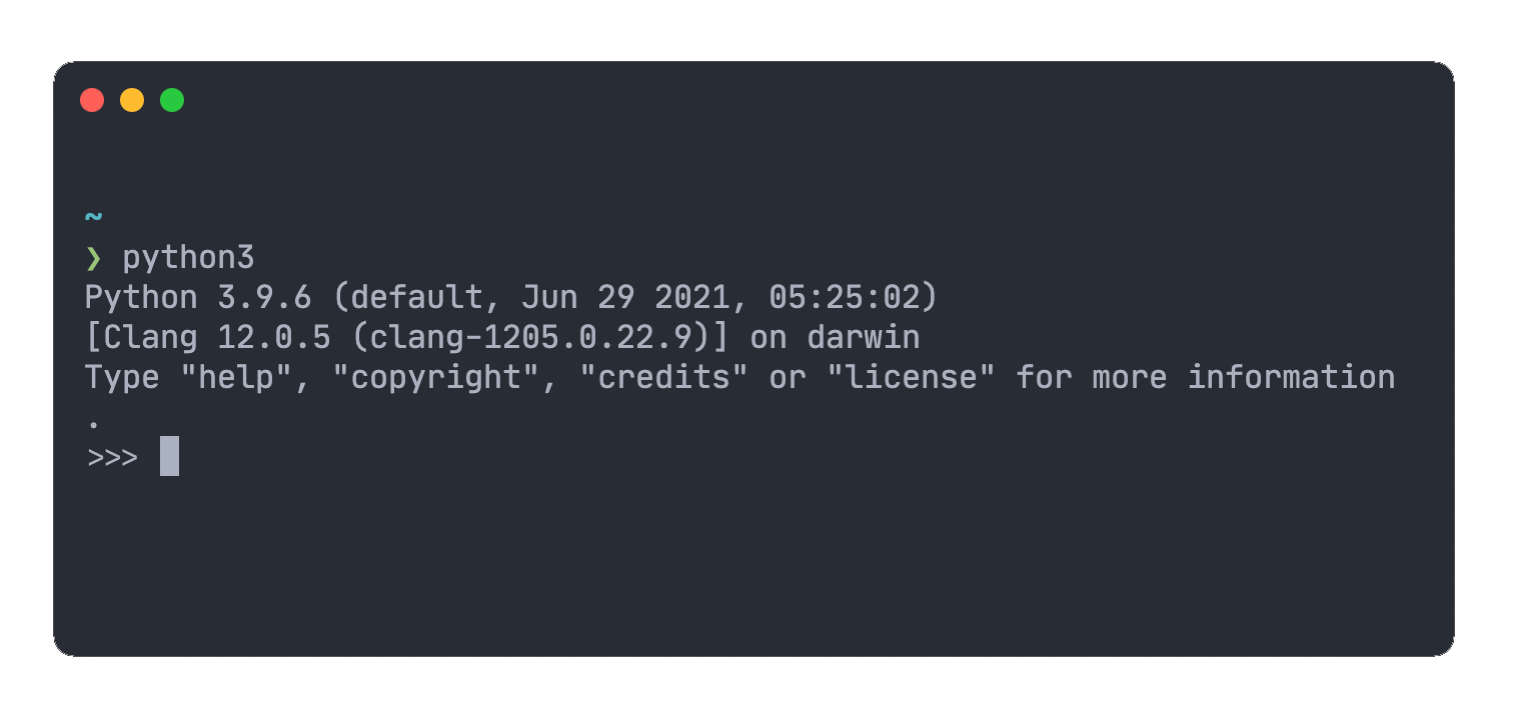 ~
❯ python3
Python 3.9.6 (default, Jun 29 2021, 05:25:02)
[Clang 12.0.5 (clang-1205.0.22.9)] on darwin
Type "help", "copyright", "credits" or "license" for more information
.
>>>